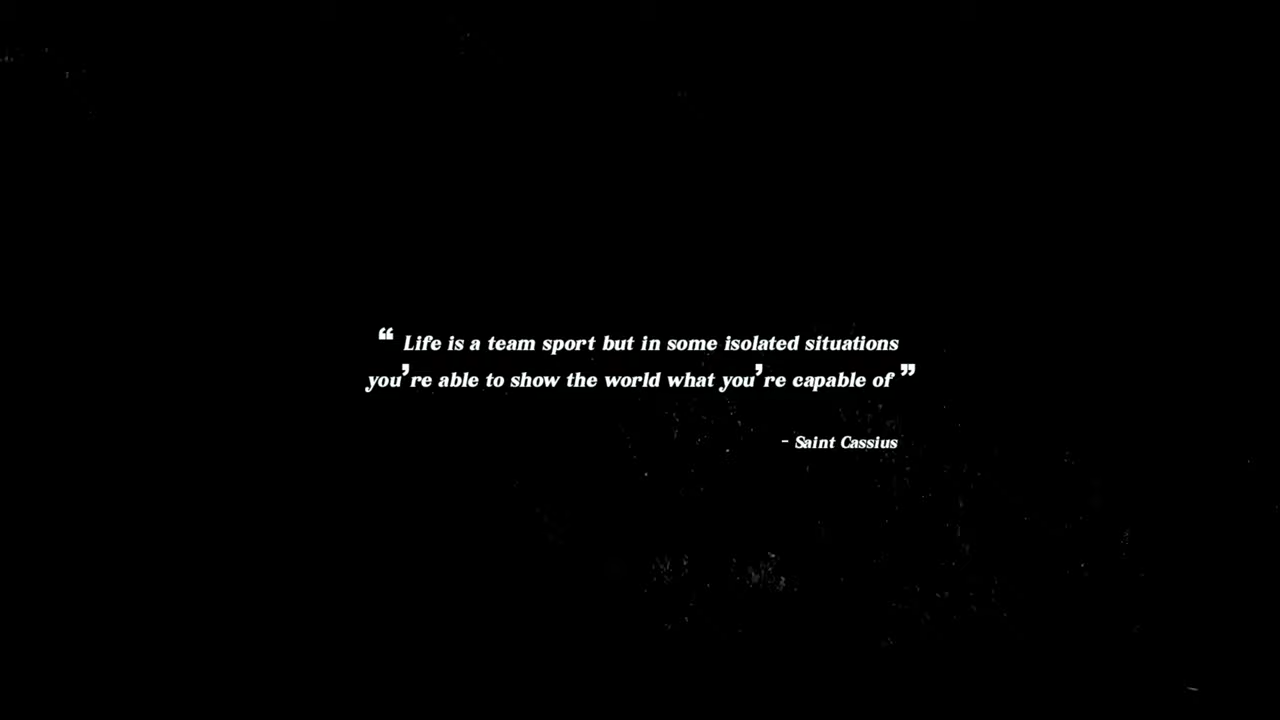 “ Life is a team sport but in some isolated situations
you’re able to show the world what you’re capable of ”
- Saint Cassius